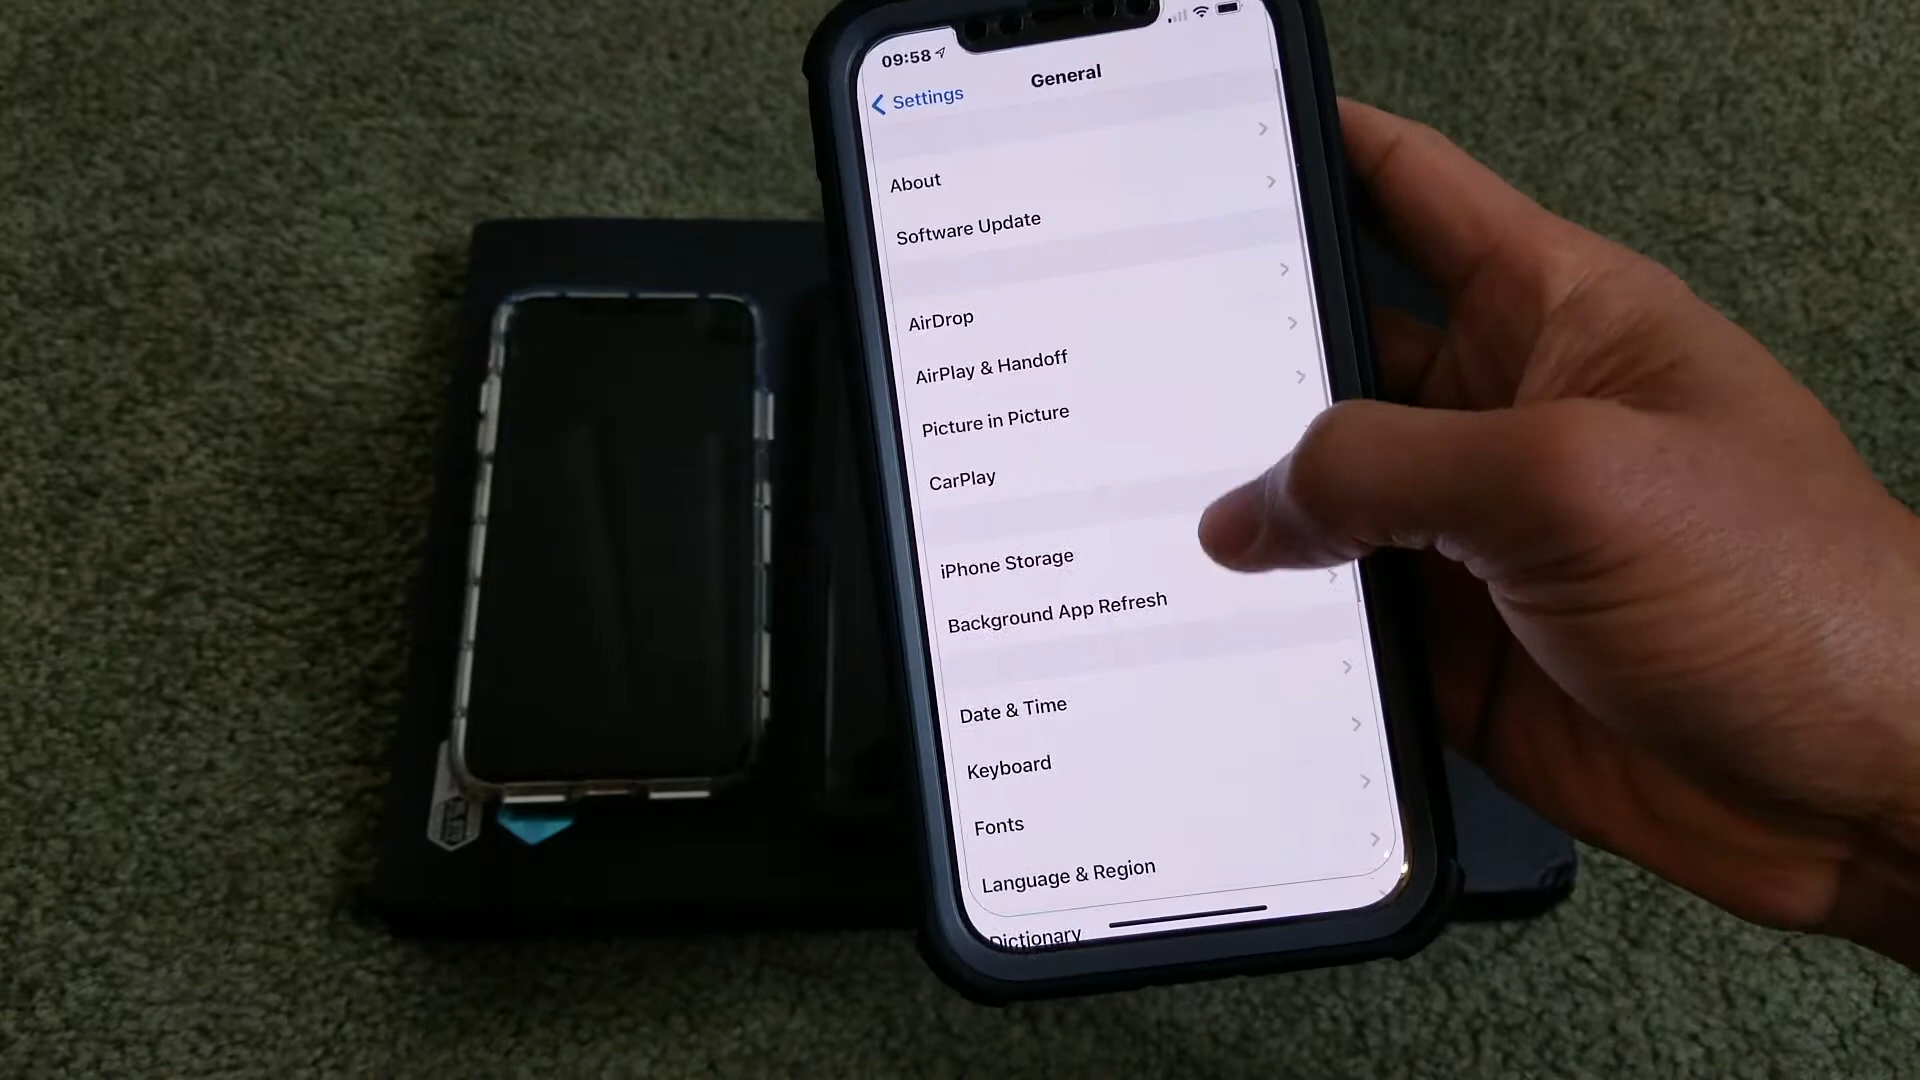 09:58
Settings
General
About
Software Update
AirDrop
AirPlay & Handoff
Picture in Picture
CarPlay
iPhone Storage
Background App Refresh
Date & Time
Keyboard
Fonts
Language & Region
Dictionary